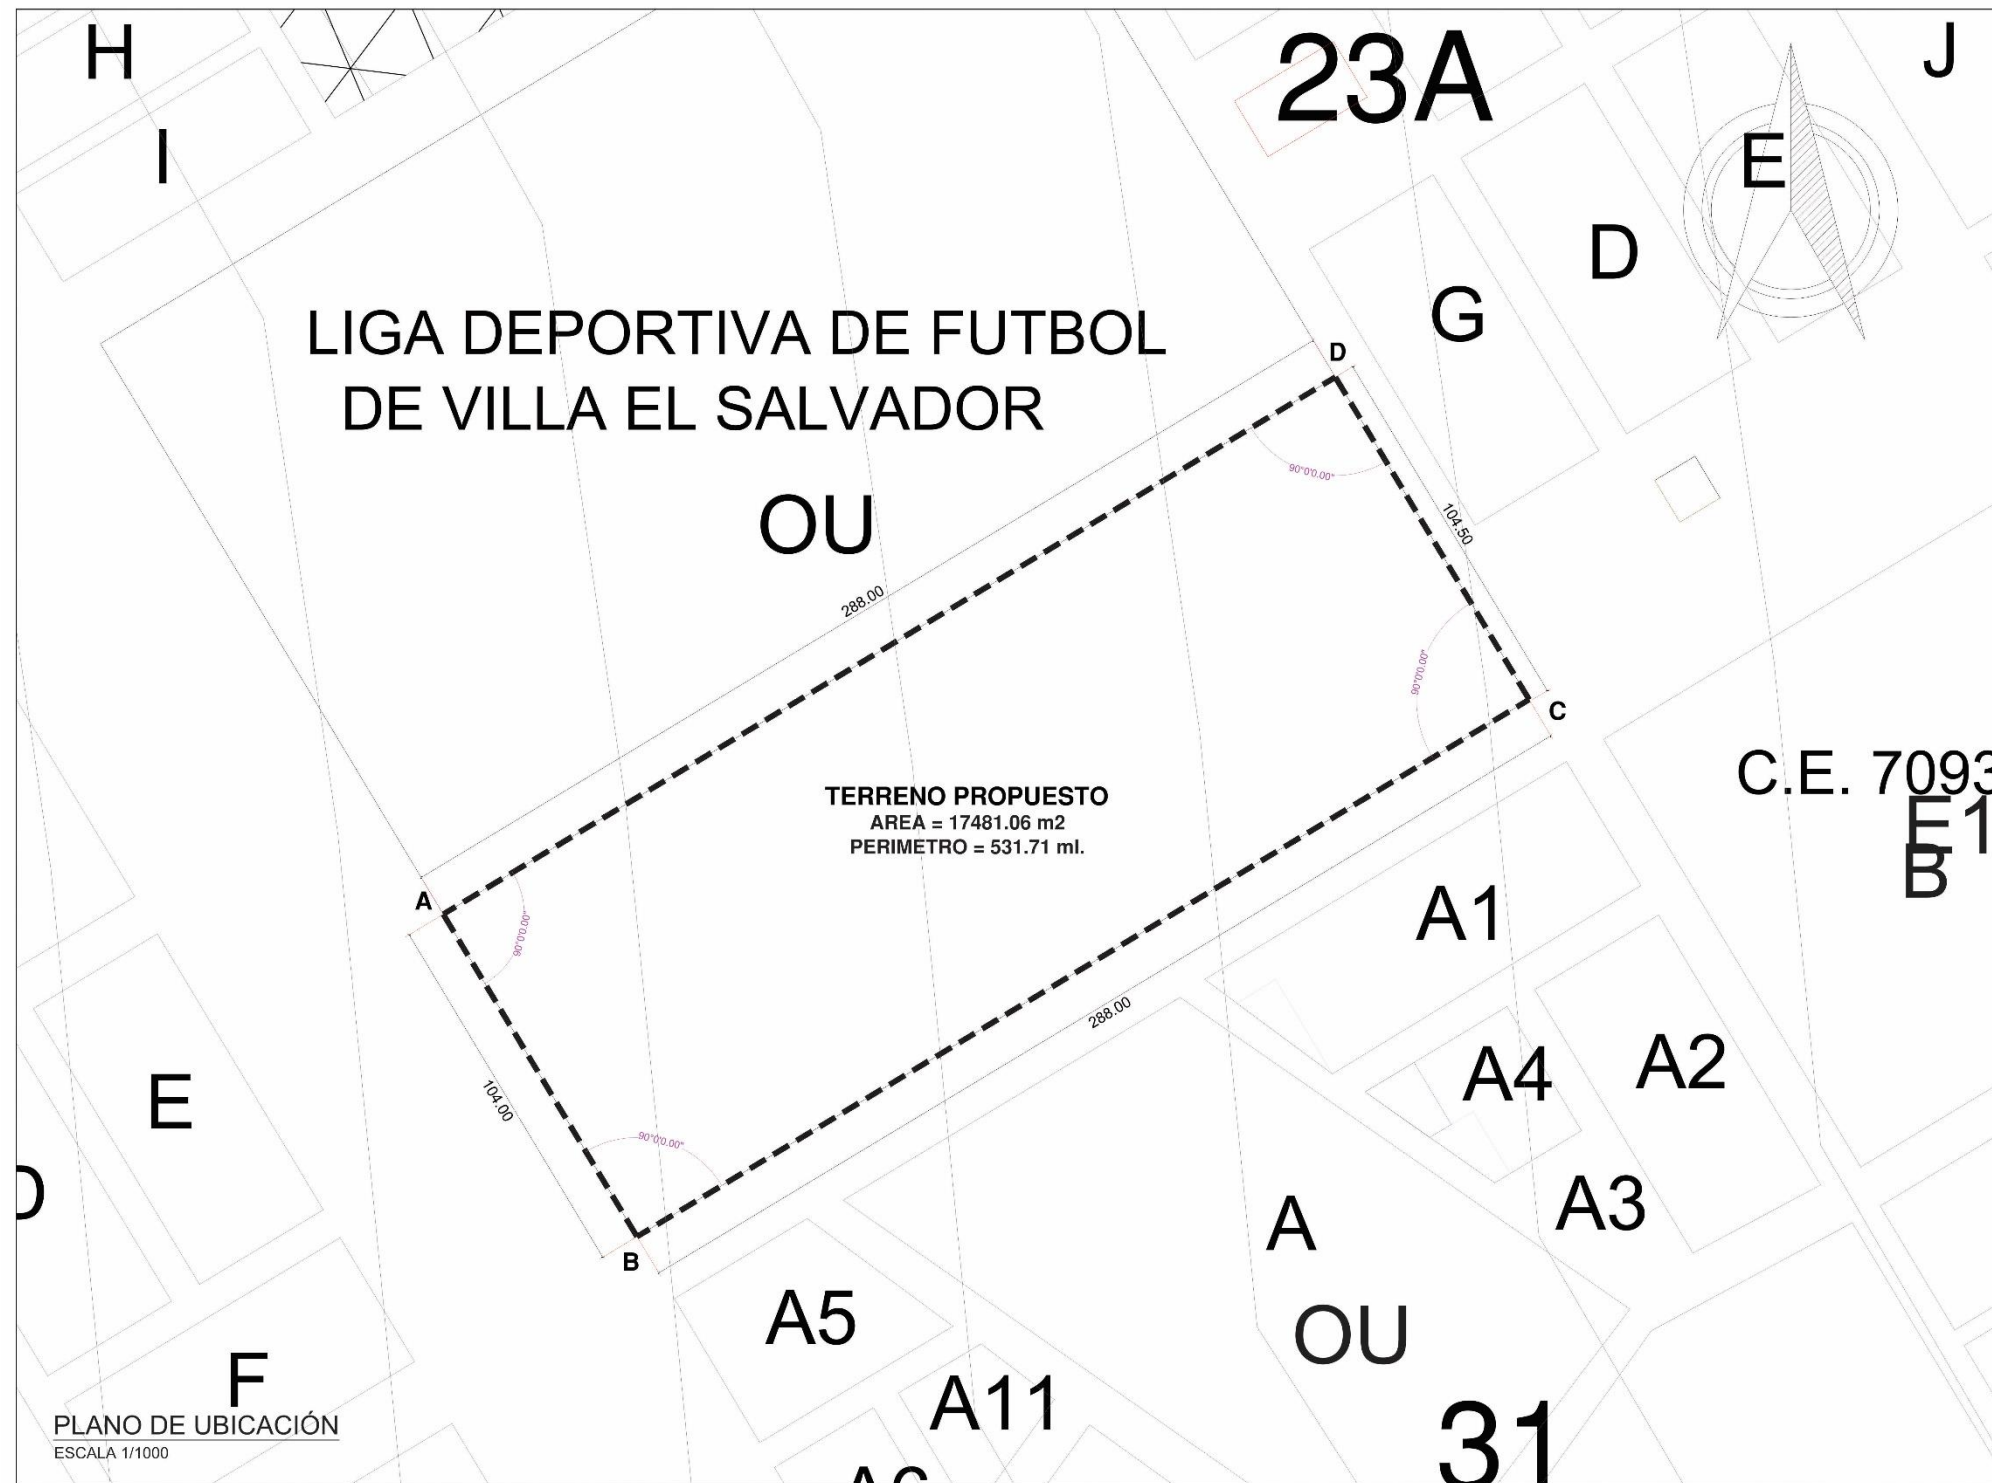 H
23A
J
I
E
D
G
LIGA DEPORTIVA DE FUTBOL
DE VILLA EL SALVADOR
D
90°0'0.00"
OU
104.50
288.00
90°0'0.00"
C
C.E. 7093
E1
B
TERRENO PROPUESTO
AREA = 17481.06 m2
PERIMETRO = 531.71 ml.
A
90°0'0.00"
A1
288.00
A4
A2
E
104.00
90°0'0.00"
A3
A
B
A5
OU
F
A11
31
PLANO DE UBICACIÓN
ESCALA 1/1000